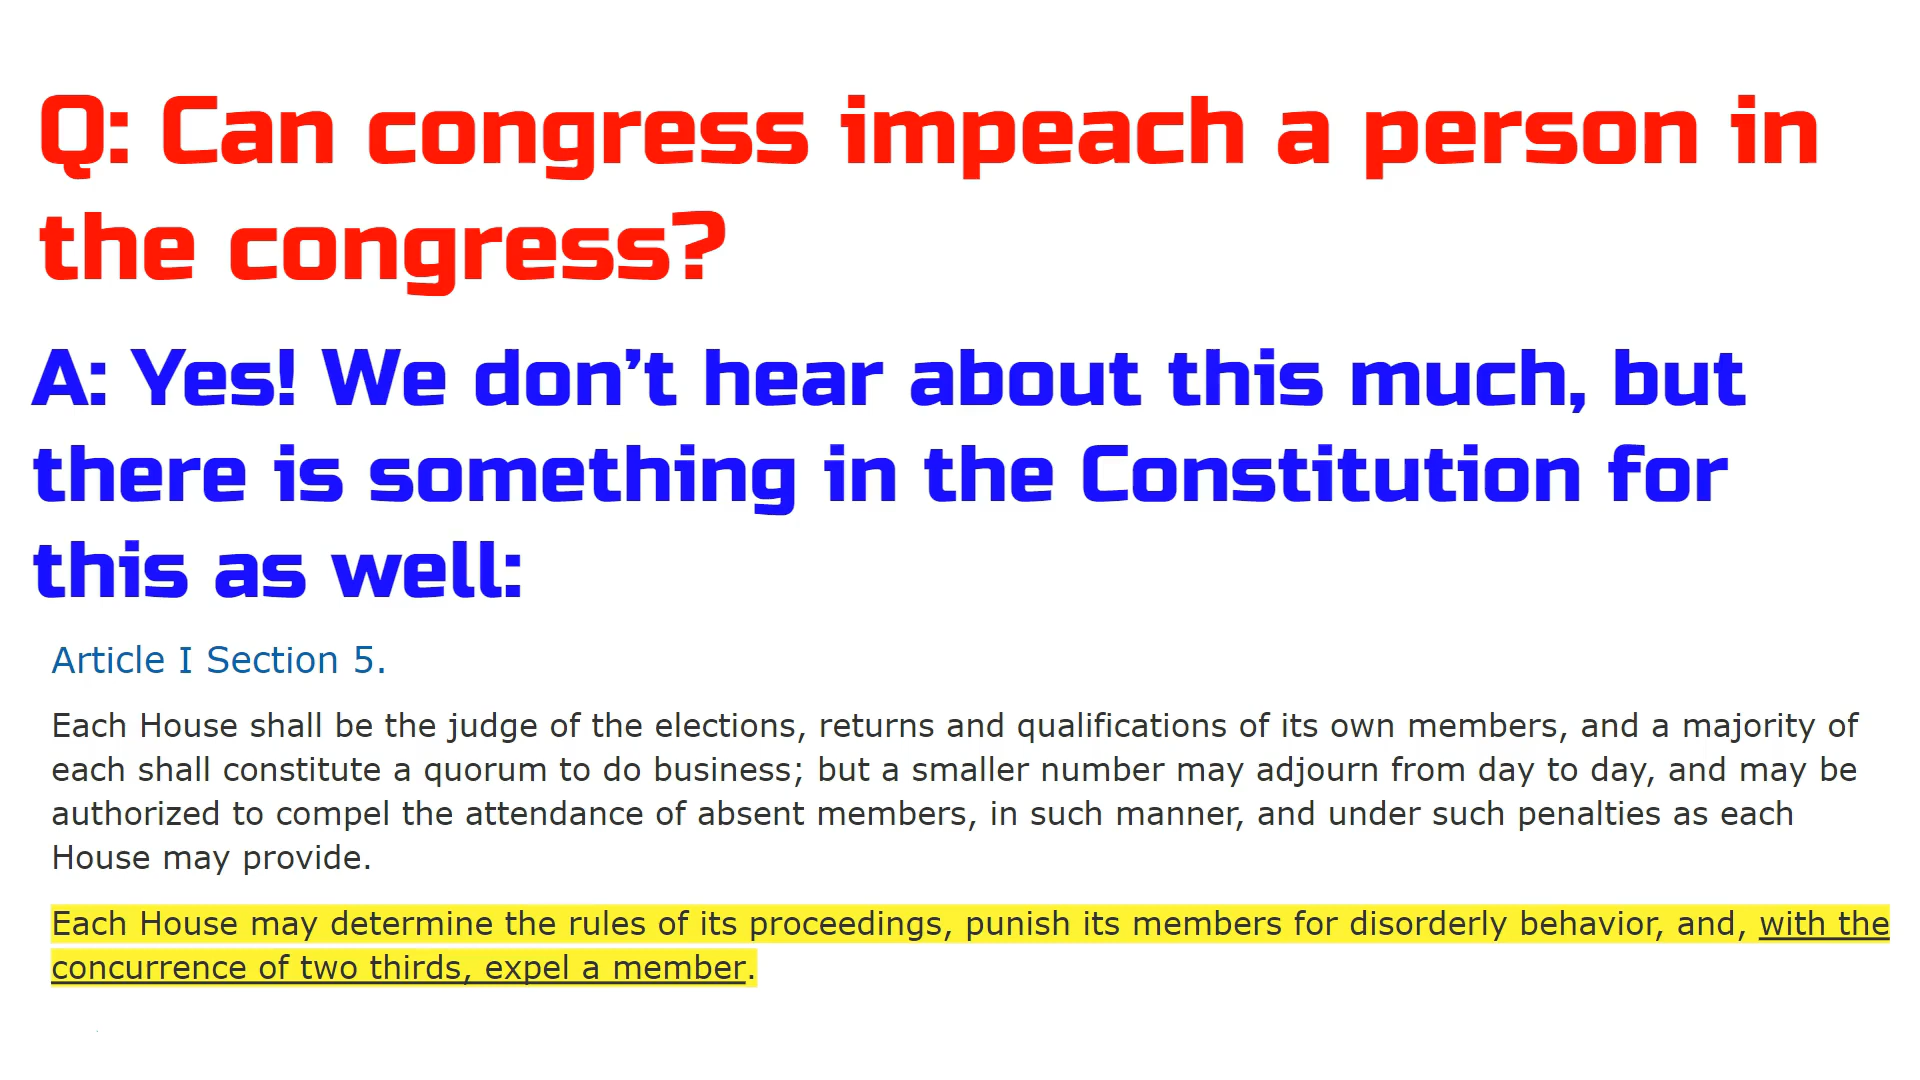 Q: Can congress impeach a person in
the congress?
A: Yes! We don’t hear about this much, but
there is something in the Constitution for
this as well:
Article I Section 5.
Each House shall be the judge of the elections, returns and qualifications of its own members, and a majority of
each shall constitute a quorum to do business; but a smaller number may adjourn from day to day, and may be
authorized to compel the attendance of absent members, in such manner, and under such penalties as each
House may provide.
Each House may determine the rules of its proceedings, punish its members for disorderly behavior, and, with the
concurrence of two thirds, expel a member.